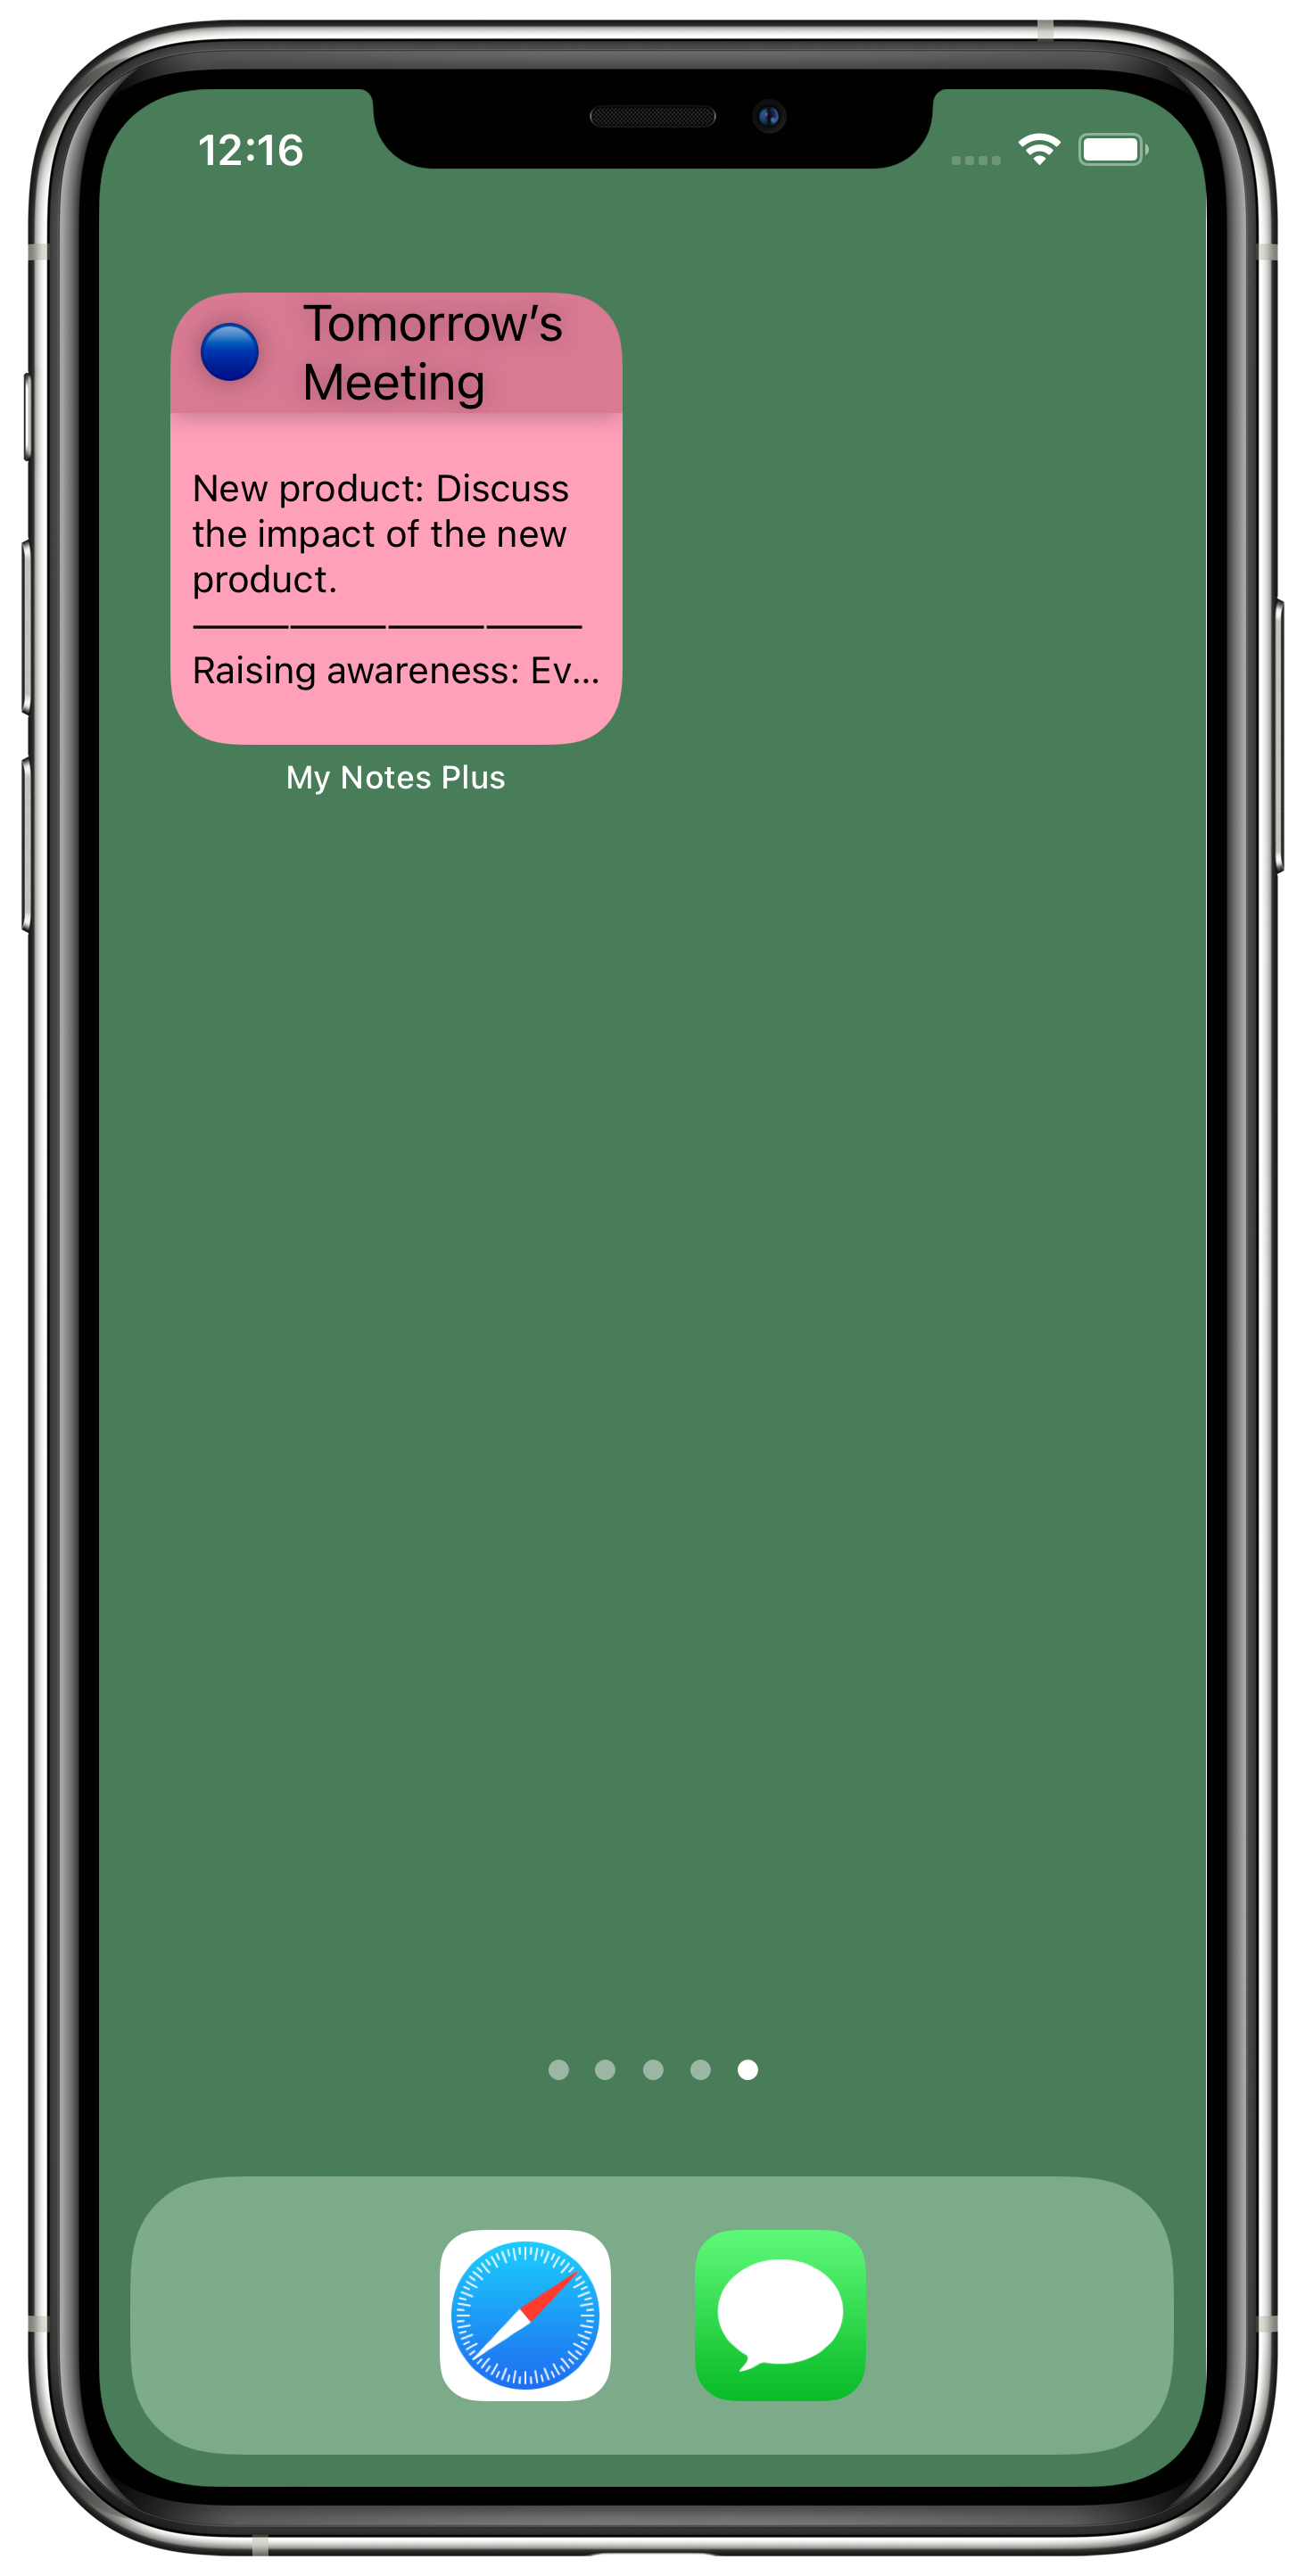 12:16
Tomorrow’s
Meeting
New product: Discuss
the impact of the new
product.
————
Raising awareness: Ev…
My Notes Plus